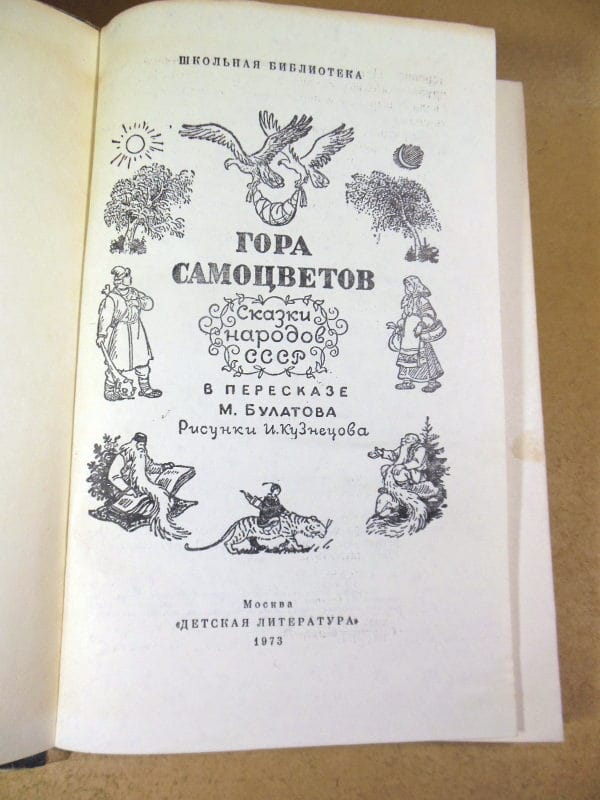 ШКОЛЬНАЯ БИБЛИОТЕКА
ГОРА
САМОЦВЕТОВ
Сказки
народов
СССР
В ПЕРЕСКАЗЕ
М. БУЛАТОВА
Рисунки И. Кузнецова
Москва
«ДЕТСКАЯ ЛИТЕРАТУРА»
1973